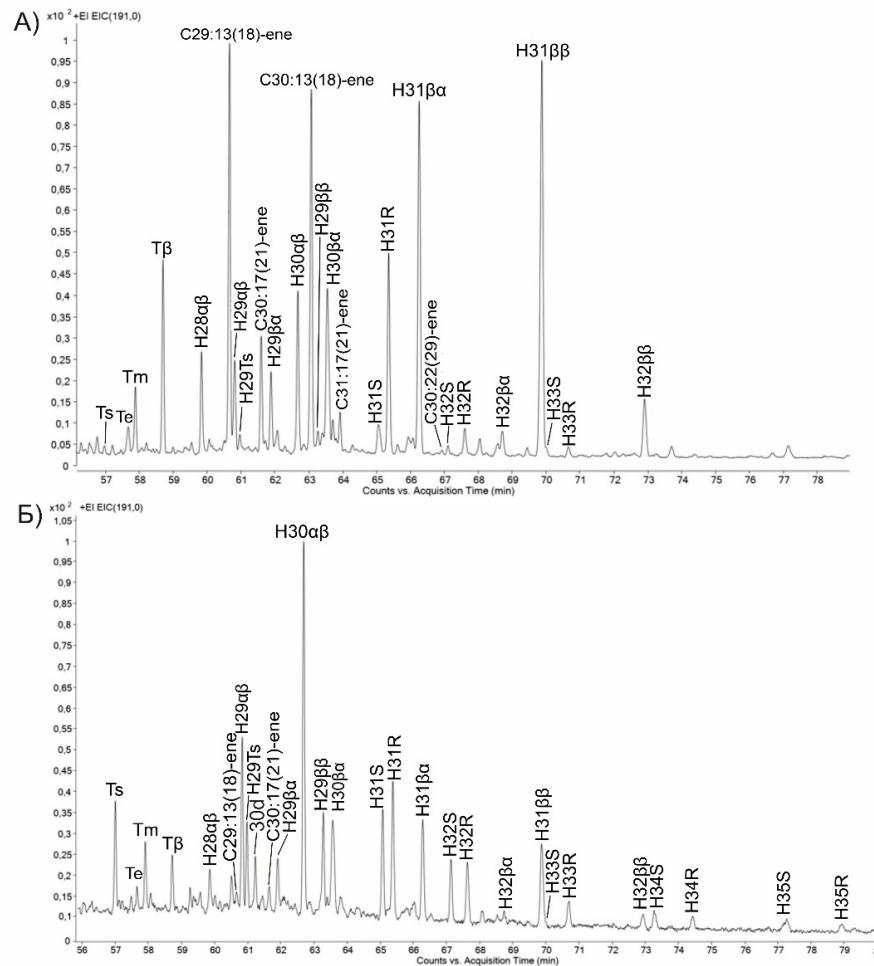 А)
x10 ² +EI EIC(191,0)
1
0,95
0,9
0,85
0,8
0,75
0,7
0,65
0,6
0,55
0,5
0,45
0,4
0,35
0,3
0,25
0,2
0,15
0,1
0,05
0
Ts
Te
Tm
Tβ
H28αβ
C29:13(18)-ene
H29αβ
H29Ts
C30:17(21)-ene
H29βα
H30αβ
C30:13(18)-ene
H29ββ
H30βα
C31:17(21)-ene
H31S
H31R
H31βα
C30:22(29)-ene
H32S
H32R
H32βα
H31ββ
H33S
H33R
H32ββ
57 58 59 60 61 62 63 64 65 66 67 68 69 70 71 72 73 74 75 76 77 78
Counts vs. Acquisition Time (min)
Б)
x10 ² +EI EIC(191,0)
1,05
1
0,95
0,9
0,85
0,8
0,75
0,7
0,65
0,6
0,55
0,5
0,45
0,4
0,35
0,3
0,25
0,2
0,15
0,1
0
Ts
Te
Tm
Tβ
H28αβ
C29:13(18)-ene
H29αβ
H29Ts
30d
C30:17(21)-ene
H29βα
H30αβ
H29ββ
H30βα
H31S
H31R
H31βα
H32S
H32R
H32βα
H31ββ
H33S
H33R
H32ββ
H34S
H34R
H35S
H35R
56 57 58 59 60 61 62 63 64 65 66 67 68 69 70 71 72 73 74 75 76 77 78 79
Counts vs. Acquisition Time (min)